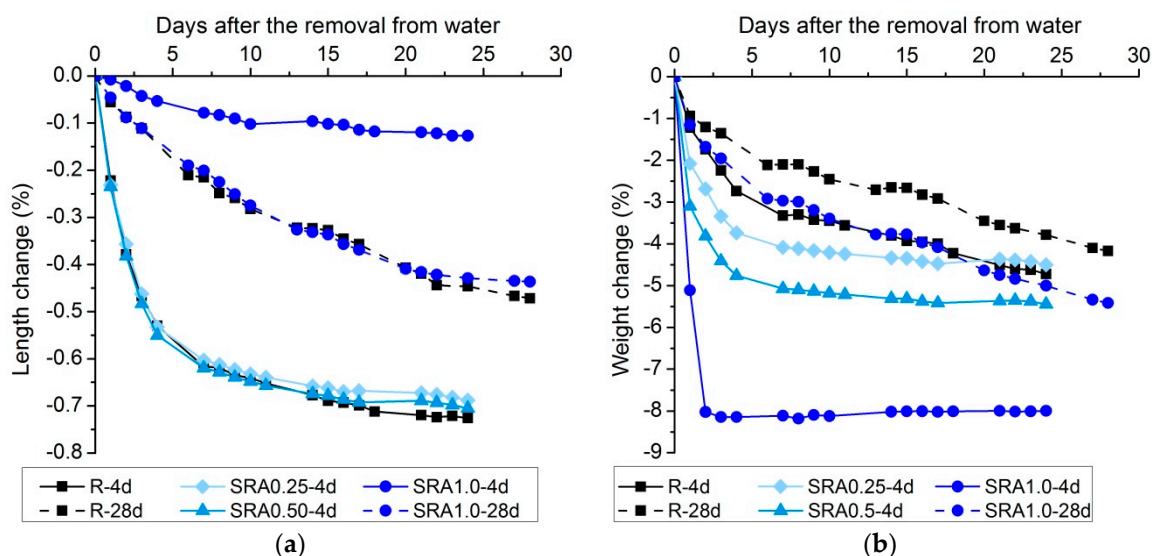 Days after the removal from water
0 5 10 15 20 25 30
0.0
-0.1
-0.2
-0.3
-0.4
-0.5
-0.6
-0.7
-0.8
Length change (%)
R-4d SRA0.25-4d SRA1.0-4d
R-28d SRA0.50-4d SRA1.0-28d
(a)
Days after the removal from water
0 5 10 15 20 25 30
0
-1
-2
-3
-4
-5
-6
-7
-8
-9
Weight change (%)
R-4d SRA0.25-4d SRA1.0-4d
R-28d SRA0.5-4d SRA1.0-28d
(b)